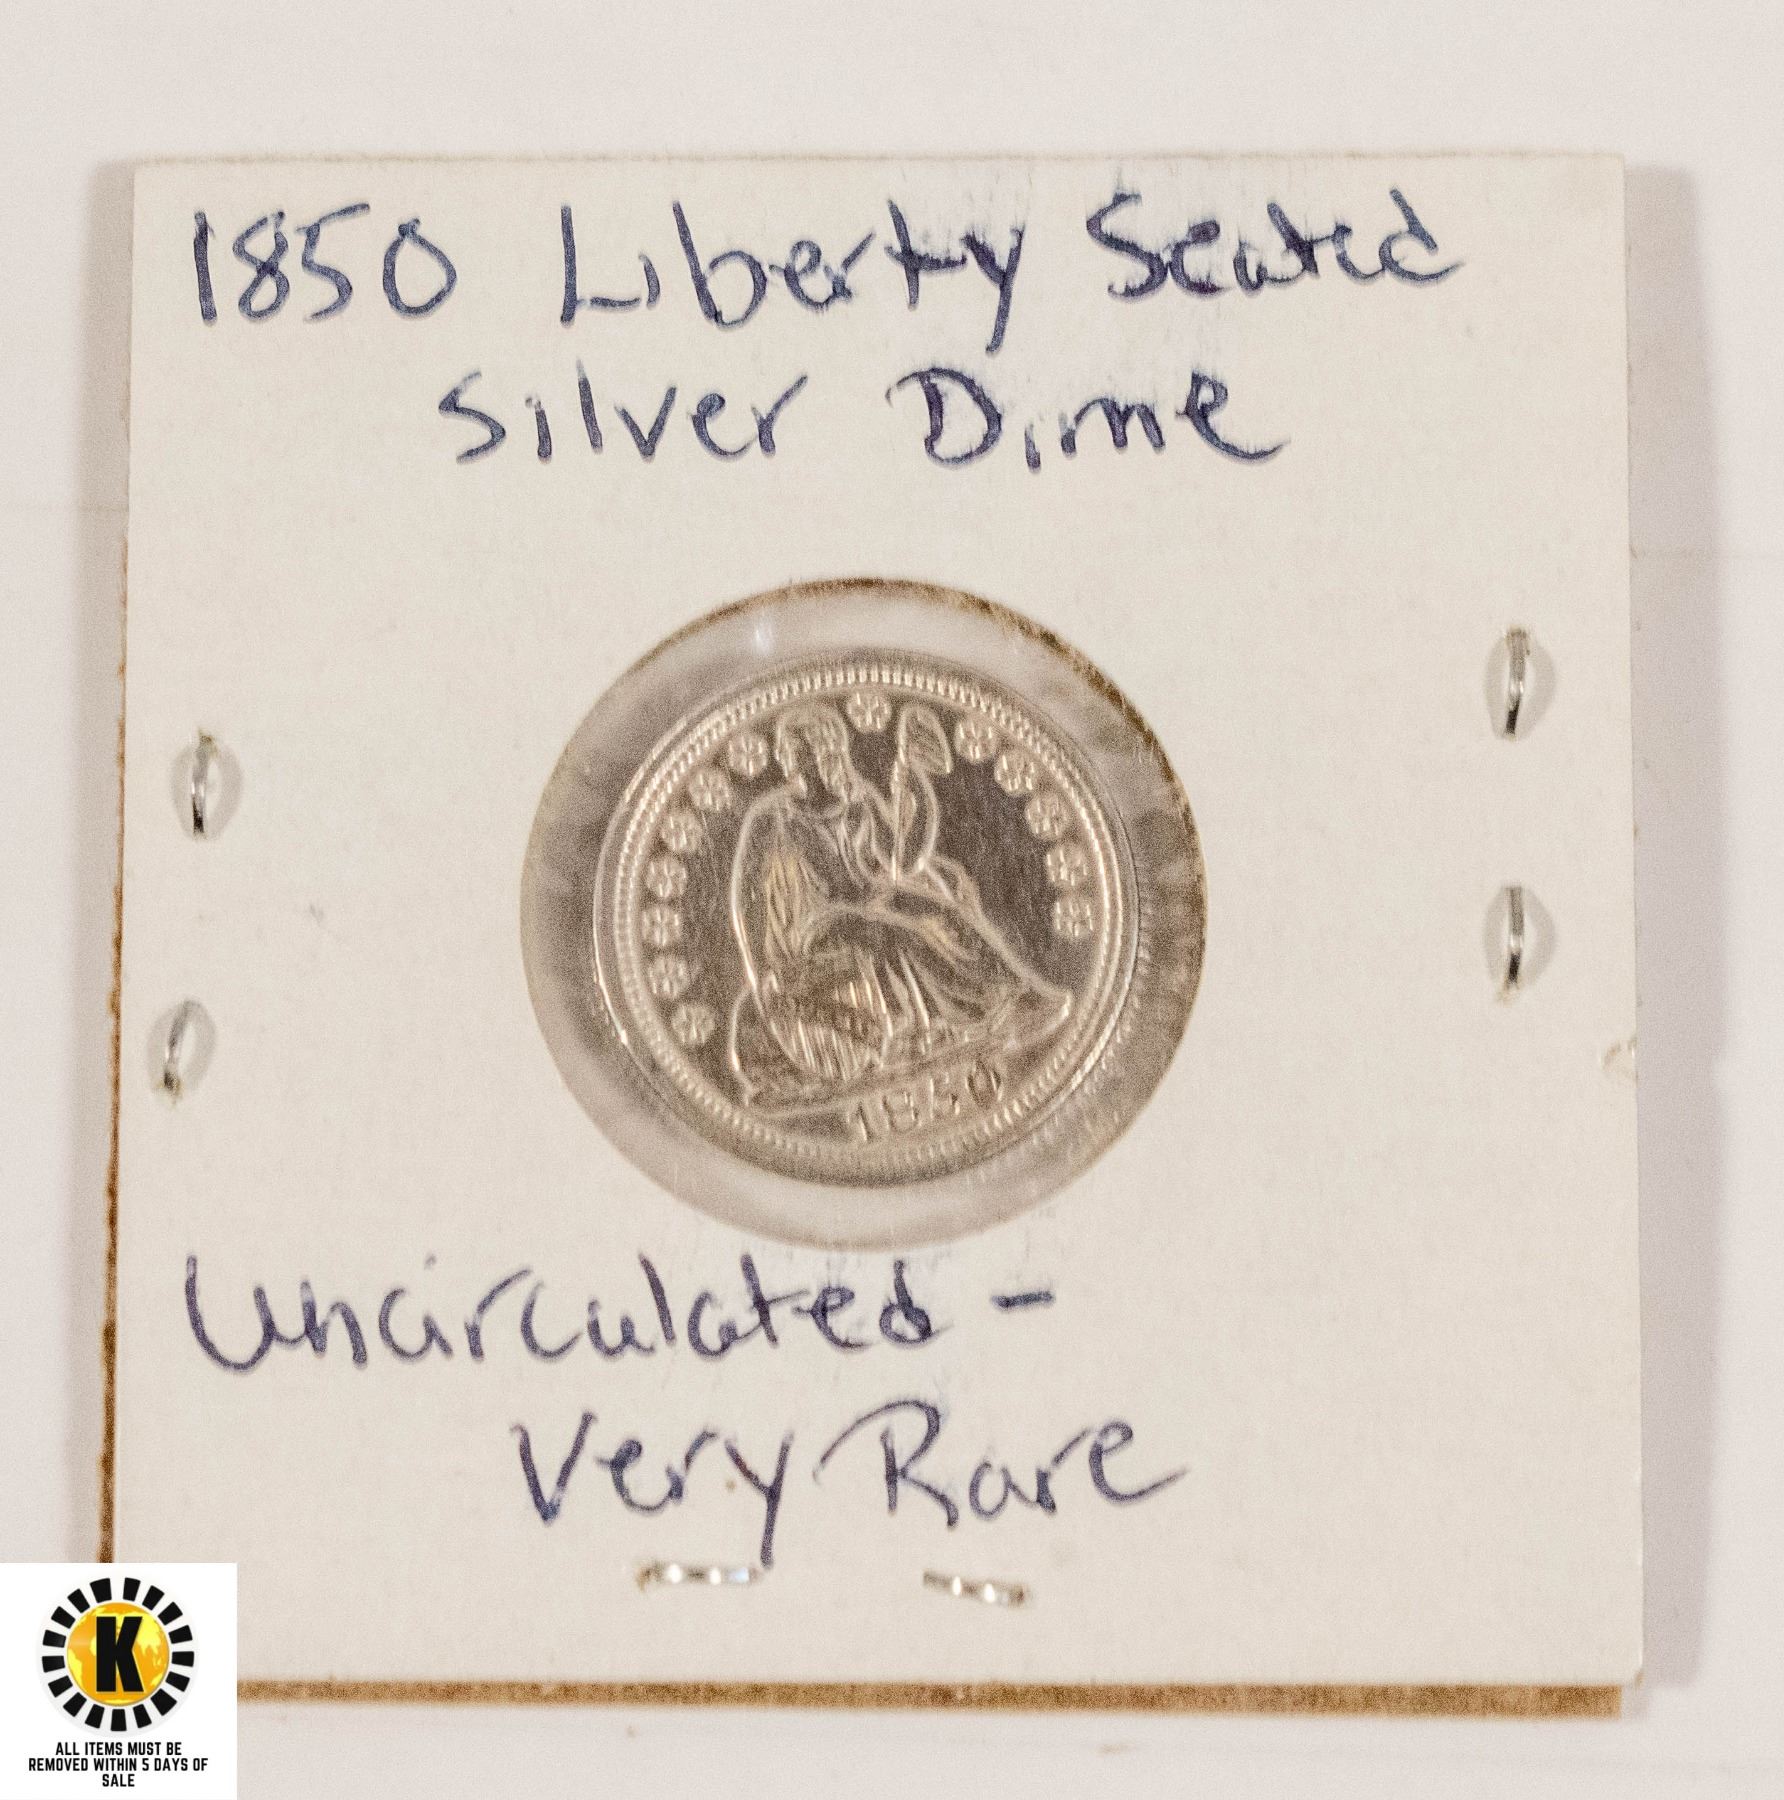 1850 Liberty Seated
Silver Dime
1850
Uncirculated -
Very Rare
K
ALL ITEMS MUST BE
REMOVED WITHIN 5 DAYS OF
SALE